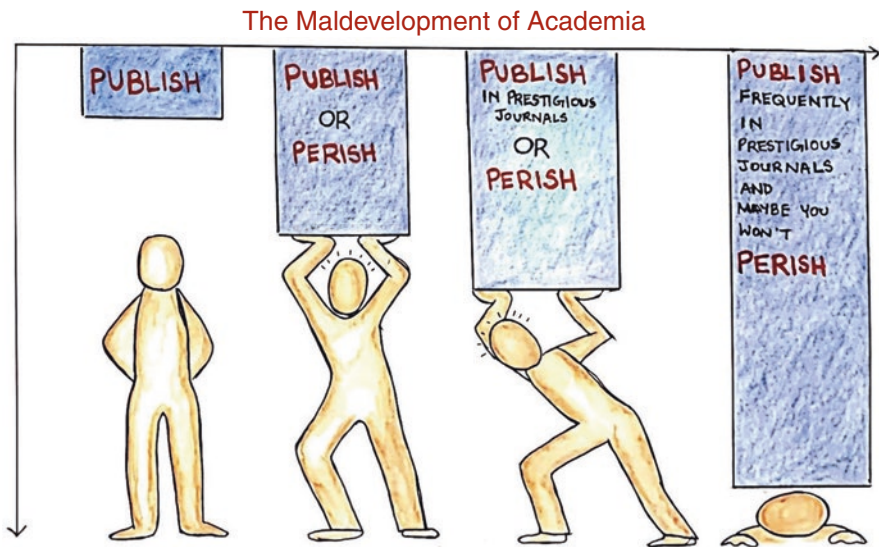 The Maldevelopment of Academia
PUBLISH
PUBLISH
OR
PERISH
PUBLISH
IN PRESTIGIOUS
JOURNALS
OR
PERISH
PUBLISH
FREQUENTLY
IN
PRESTIGIOUS
JOURNALS
AND
MAYBE YOU
WON'T
PERISH